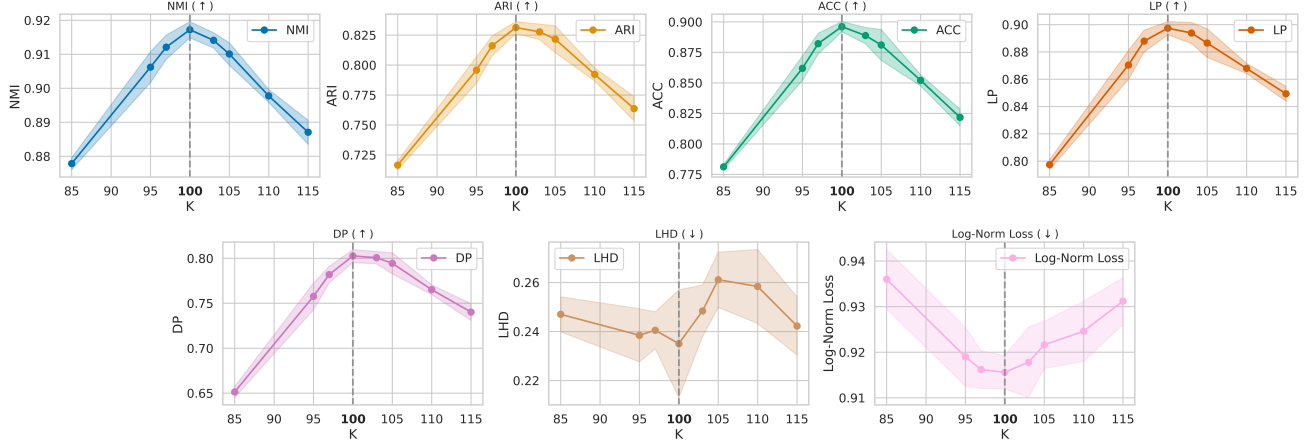 NMI (↑)
NMI
0.92
0.91
0.90
0.89
0.88
NMI
85 90 95 100 105 110 115
K
ARI (↑)
ARI
0.825
0.800
0.775
0.750
0.725
ARI
85 90 95 100 105 110 115
K
ACC (↑)
ACC
0.900
0.875
0.850
0.825
0.800
0.775
ACC
85 90 95 100 105 110 115
K
LP (↑)
LP
0.90
0.88
0.86
0.84
0.82
0.80
LP
85 90 95 100 105 110 115
K
DP (↑)
DP
0.80
0.75
0.70
0.65
DP
85 90 95 100 105 110 115
K
LHD (↓)
LHD
0.26
0.24
0.22
LHD
85 90 95 100 105 110 115
K
Log-Norm Loss (↓)
Log-Norm Loss
0.94
0.93
0.92
0.91
Log-Norm Loss
85 90 95 100 105 110 115
K